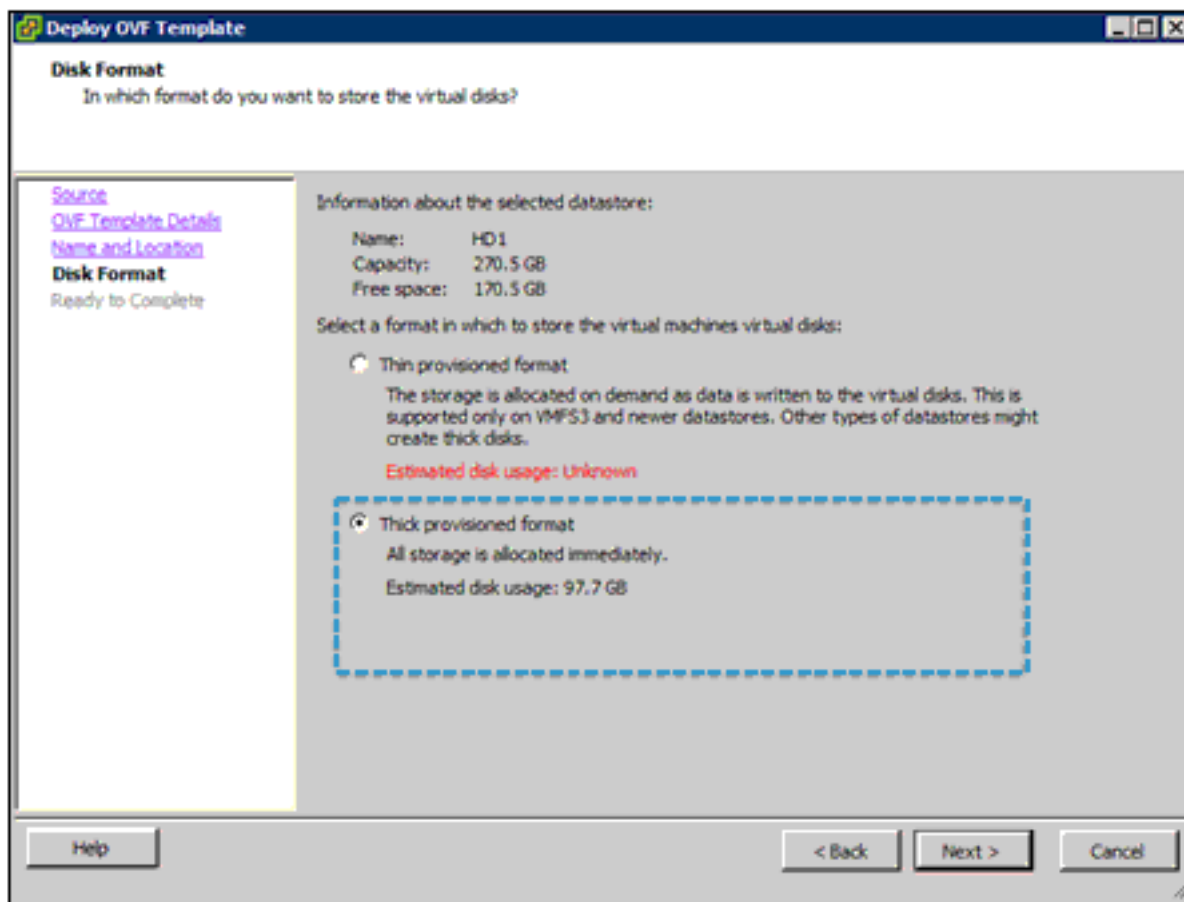 Deploy OVF Template
Disk Format
In which format do you want to store the virtual disks?
Source
OVF Template Details
Name and Location
Disk Format
Ready to Complete
Information about the selected datastore:
Name: HD1
Capacity: 270.5 GB
Free space: 170.5 GB
Select a format in which to store the virtual machines virtual disks:
Thin provisioned format
The storage is allocated on demand as data is written to the virtual disks. This is
supported only on VMFS3 and newer datastores. Other types of datastores might
create thick disks.
Estimated disk usage: Unknown
Thick provisioned format
All storage is allocated immediately.
Estimated disk usage: 97.7 GB
Help
< Back
Next >
Cancel